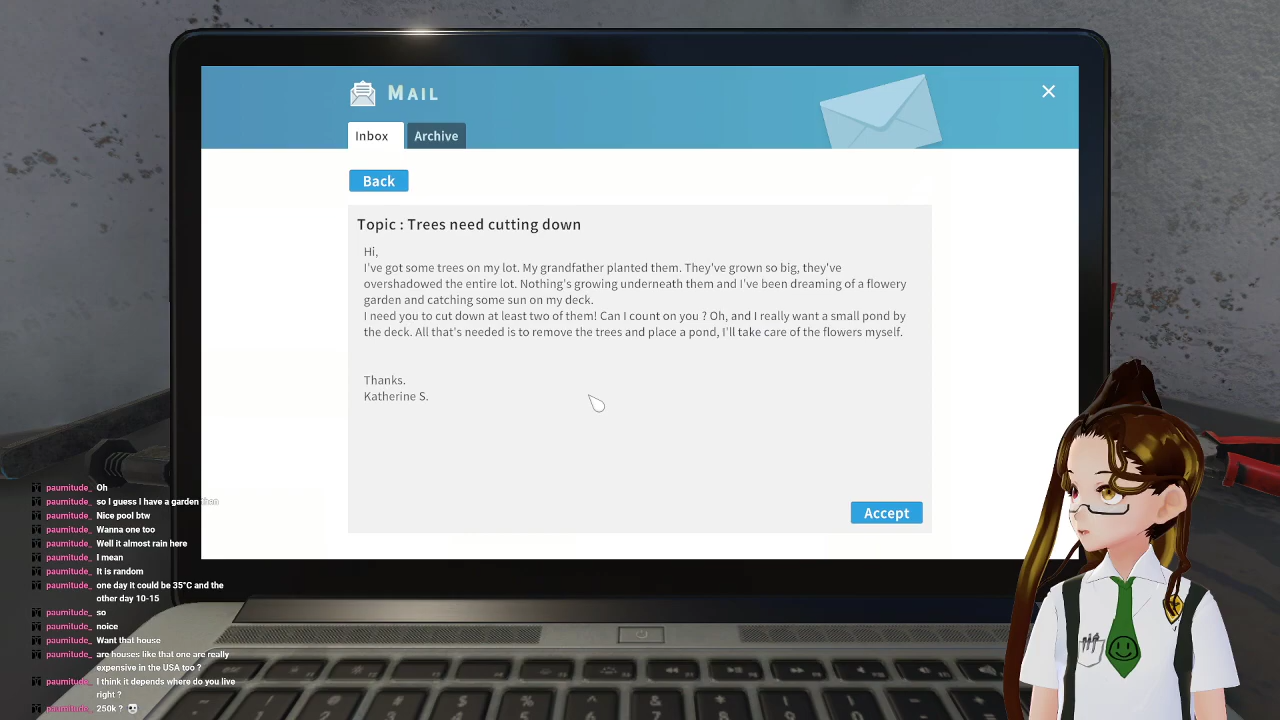 MAIL
Inbox
Archive
Back
Topic : Trees need cutting down
Hi,
I've got some trees on my lot. My grandfather planted them. They've grown so big, they've
overshadowed the entire lot. Nothing's growing underneath them and I've been dreaming of a flowery
garden and catching some sun on my deck.
I need you to cut down at least two of them! Can I count on you ? Oh, and I really want a small pond by
the deck. All that's needed is to remove the trees and place a pond, I'll take care of the flowers myself.
Thanks.
Katherine S.
Accept
paumitude_ Oh
paumitude_ so I guess I have a garden then
paumitude_ Nice pool btw
paumitude_ Wanna one too
paumitude_ Well it almost rain here
paumitude_ I mean
paumitude_ It is random
paumitude_ one day it could be 35°C and the
other day 10-15
paumitude_ so
paumitude_ noice
paumitude_ Want that house
paumitude_ are houses like that one are really
expensive in the USA too ?
paumitude_ I think it depends where do you live
right ?
paumitude_ 250k ? 💀